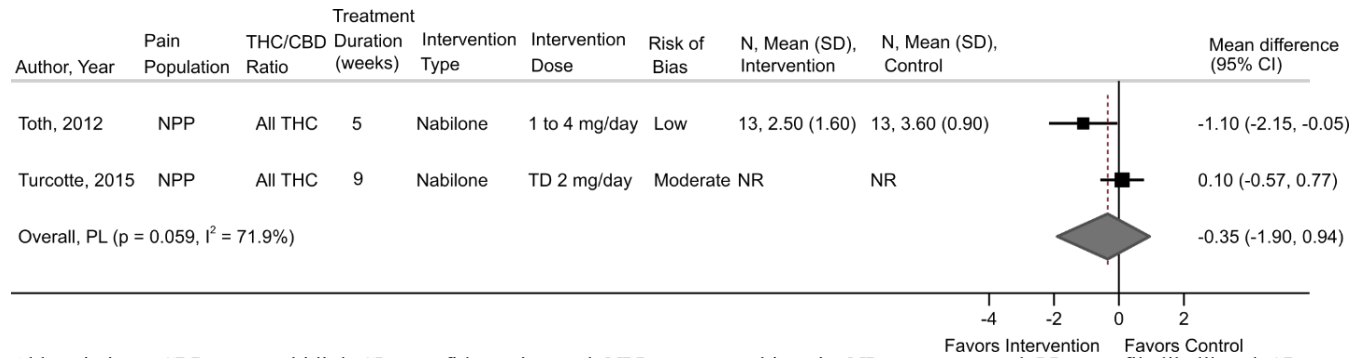 Author, Year Pain Population THC/CBD Ratio Treatment Duration (weeks) Intervention Type Intervention Dose Risk of Bias N, Mean (SD), Intervention N, Mean (SD), Control Mean difference (95% CI)
Toth, 2012 NPP All THC 5 Nabilone 1 to 4 mg/day Low 13, 2.50 (1.60) 13, 3.60 (0.90) -1.10 (-2.15, -0.05)
Turcotte, 2015 NPP All THC 9 Nabilone TD 2 mg/day Moderate NR NR 0.10 (-0.57, 0.77)
Overall, PL (p = 0.059, I² = 71.9%) -0.35 (-1.90, 0.94)
-4 -2 0 2
Favors Intervention Favors Control